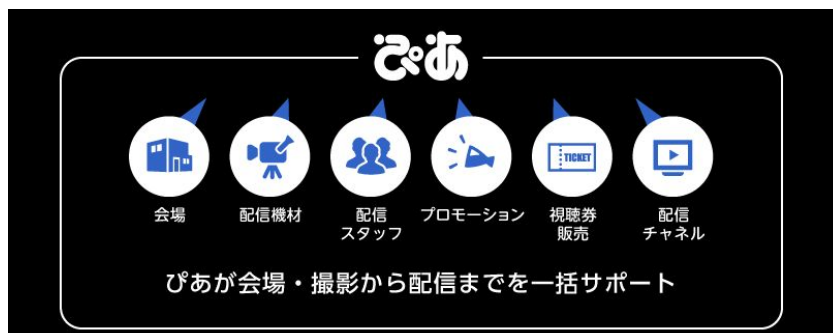 ぴあ
TICKET
会場
配信機材
配信
スタッフ
プロモーション
視聴券
販売
配信
チャネル
ぴあが会場・撮影から配信までを一括サポート